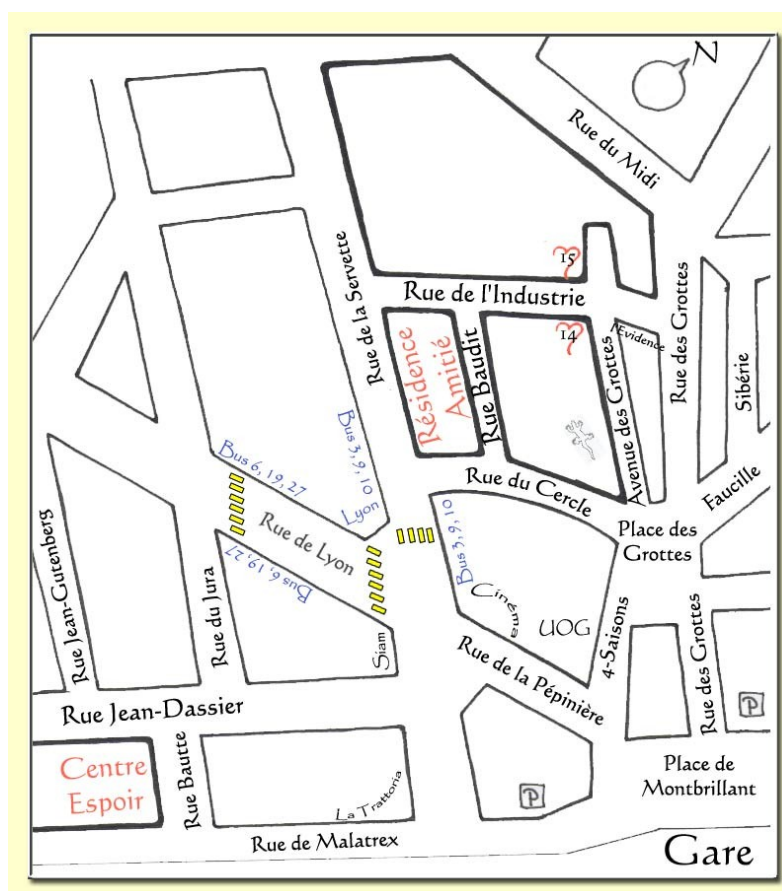 N
Rue du Midi
Rue de la Servette
15
Rue de l'Industrie
14
l'Evidence
Rue des Grottes
Sibérie
Résidence
Amitié
Rue Baudit
Avenue des Grottes
Bus 6, 19, 27
Bus 3, 9, 10
Lyon
Rue du Cercle
Faucille
Rue de Lyon
Bus 3, 9, 10
Place des
Grottes
Rue Jean-Gutenberg
Rue du Jura
Bus 6, 19, 27
Cinéma
UOG
4-Saisons
Siam
Rue de la Pépinière
Rue des Grottes
Rue Jean-Dassier
P
Centre
Espoir
Rue Bautte
La Trattoria
P
Place de
Montbrillant
Rue de Malatrex
Gare